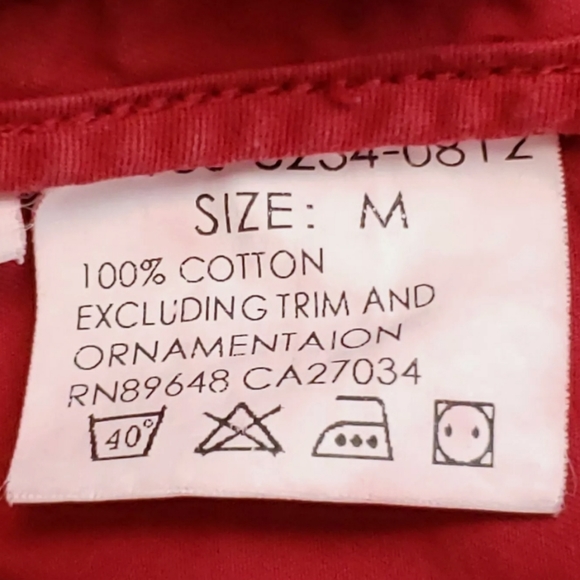 SIZE: M
100% COTTON
EXCLUDING TRIM AND
ORNAMENTAION
RN89648 CA27034
40°